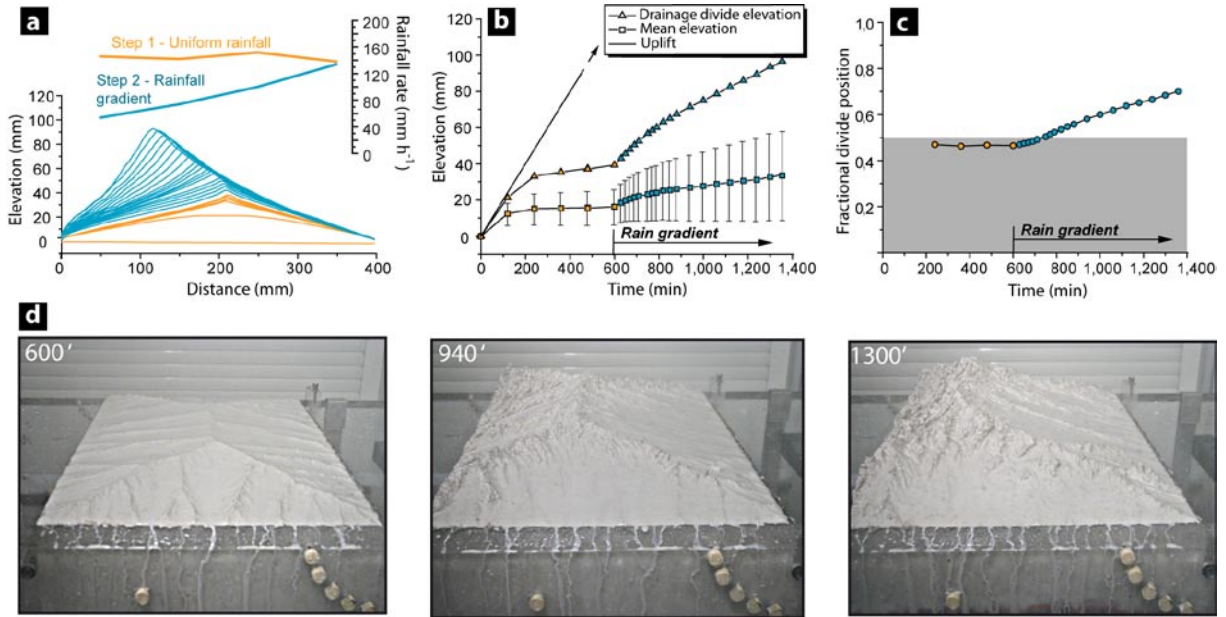 a
Step 1 - Uniform rainfall
Step 2 - Rainfall
gradient
200
160
120
80
40
0
Rainfall rate (mm h⁻¹)
120
100
80
60
40
20
0
Elevation (mm)
0
100
200
300
400
Distance (mm)
b
Drainage divide elevation
Mean elevation
Uplift
120
100
80
60
40
20
0
Elevation (mm)
Rain gradient
0
200
400
600
800
1,000
1,200
1,400
Time (min)
c
1,0
0,8
0,6
0,4
0,2
Fractional divide position
Rain gradient
0
200
400
600
800
1,000
1,200
1,400
Time (min)
d
600'
940'
1300'